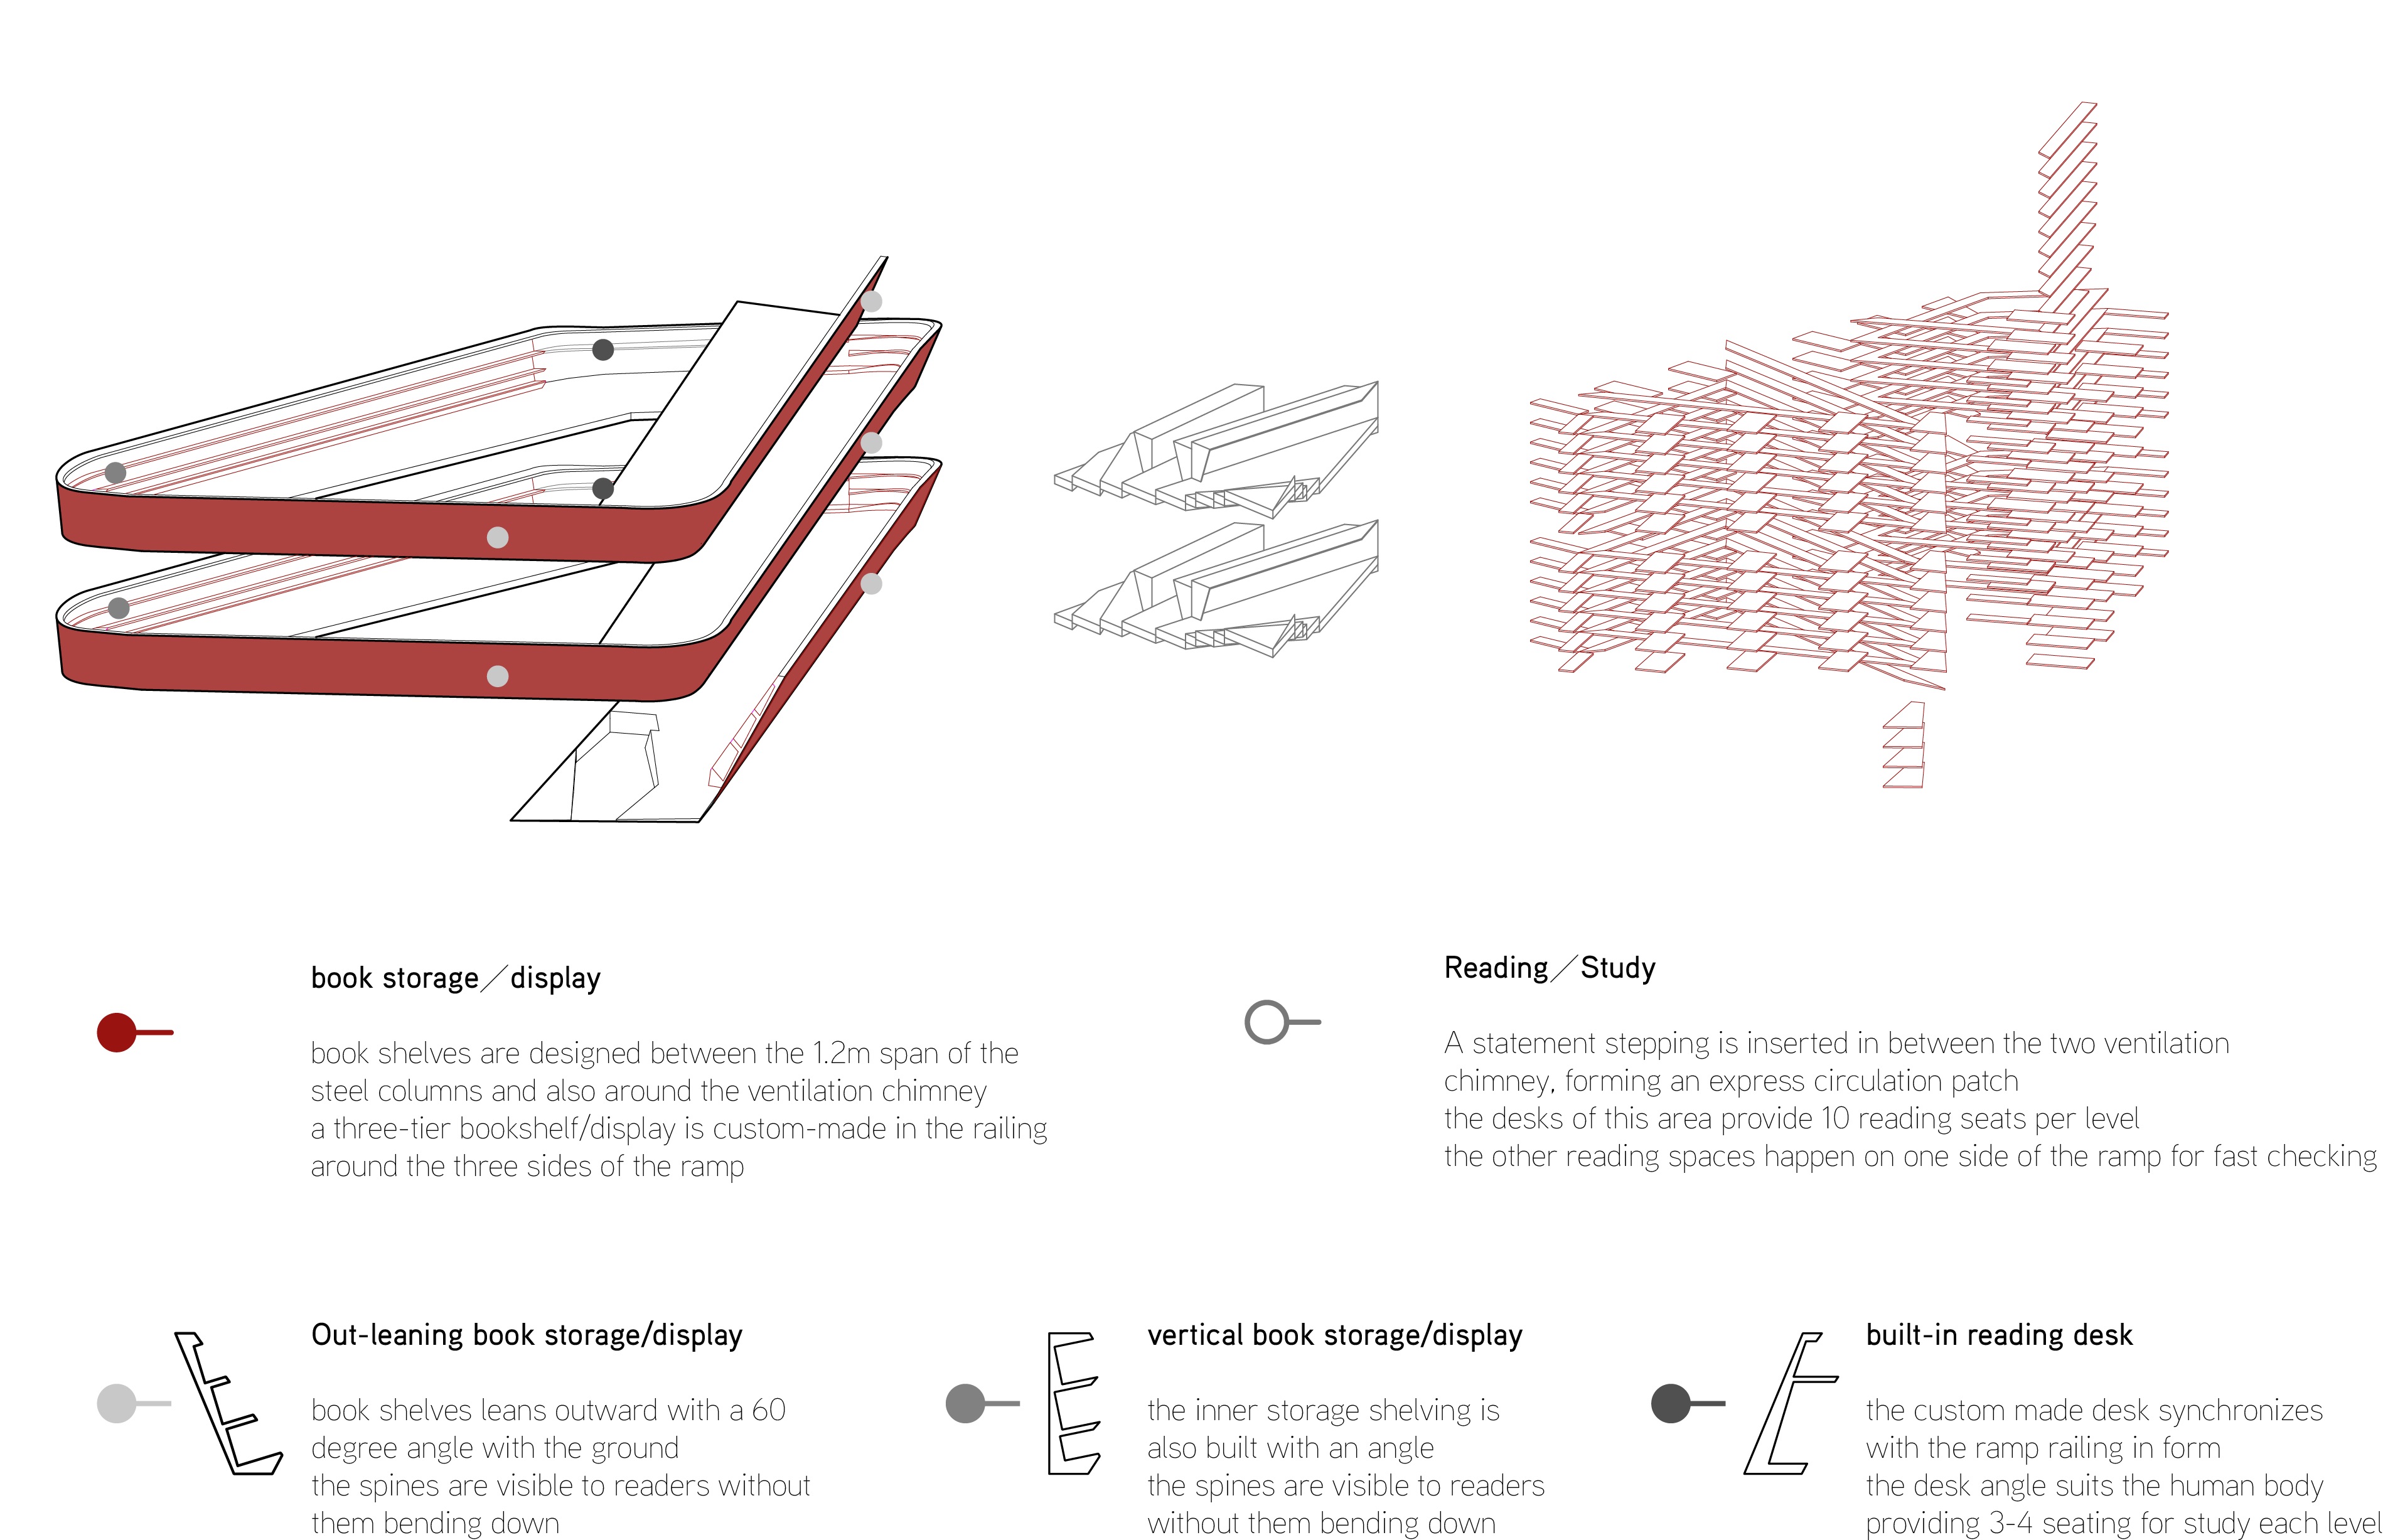 book storage／display
book shelves are designed between the 1.2m span of the
steel columns and also around the ventilation chimney
a three-tier bookshelf/display is custom-made in the railing
around the three sides of the ramp
Reading／Study
A statement stepping is inserted in between the two ventilation
chimney, forming an express circulation patch
the desks of this area provide 10 reading seats per level
the other reading spaces happen on one side of the ramp for fast checking
Out-leaning book storage/display
book shelves leans outward with a 60
degree angle with the ground
the spines are visible to readers without
them bending down
vertical book storage/display
the inner storage shelving is
also built with an angle
the spines are visible to readers
without them bending down
built-in reading desk
the custom made desk synchronizes
with the ramp railing in form
the desk angle suits the human body
providing 3-4 seating for study each level